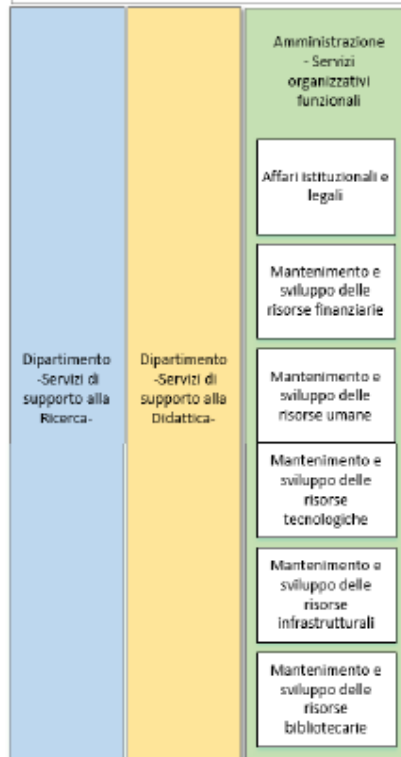 Dipartimento
-Servizi di
supporto alla
Ricerca-
Dipartimento
-Servizi di
supporto alla
Didattica-
Amministrazione
- Servizi
organizzativi
funzionali
Affari istituzionali e
legali
Mantenimento e
sviluppo delle
risorse finanziarie
Mantenimento e
sviluppo delle
risorse umane
Mantenimento e
sviluppo delle
risorse
tecnologiche
Mantenimento e
sviluppo delle
risorse
infrastrutturali
Mantenimento e
sviluppo delle
risorse
bibliotecarie